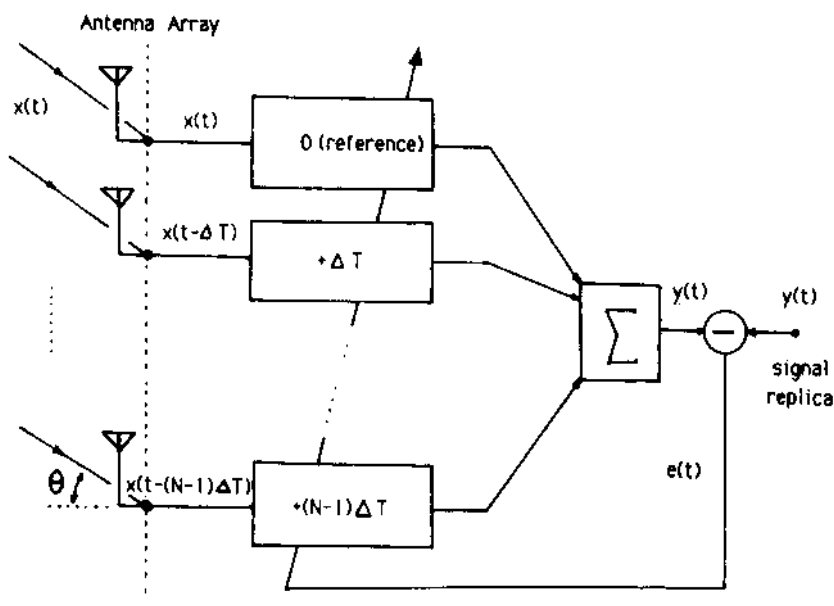 Antenna Array
x(t)
x(t)
0 (reference)
x(t-ΔT)
+ΔT
y(t)
y(t)
∑
−
signal
replica
e(t)
θ
x(t-(N-1)ΔT)
+(N-1)ΔT